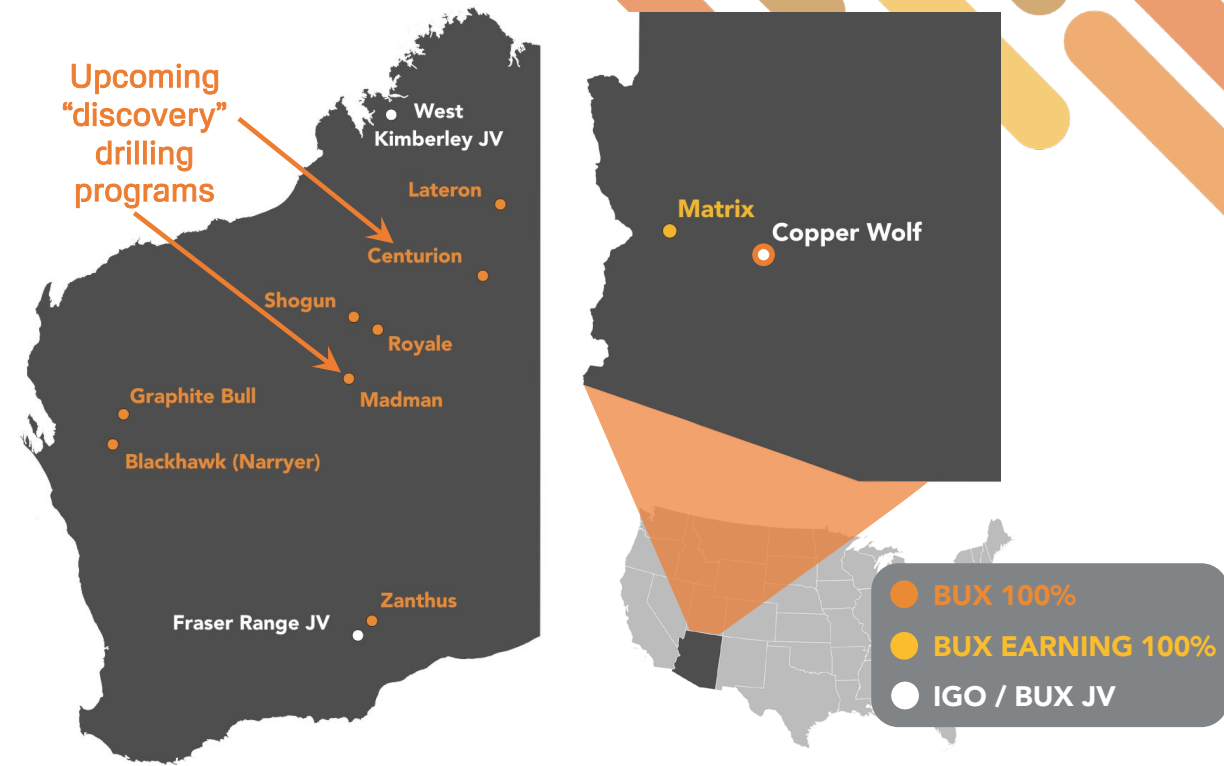 Upcoming
“discovery”
drilling
programs
West
Kimberley JV
Lateron
Centurion
Shogun
Royale
Madman
Graphite Bull
Blackhawk (Narryer)
Zanthus
Fraser Range JV
Matrix
Copper Wolf
BUX 100%
BUX EARNING 100%
IGO / BUX JV